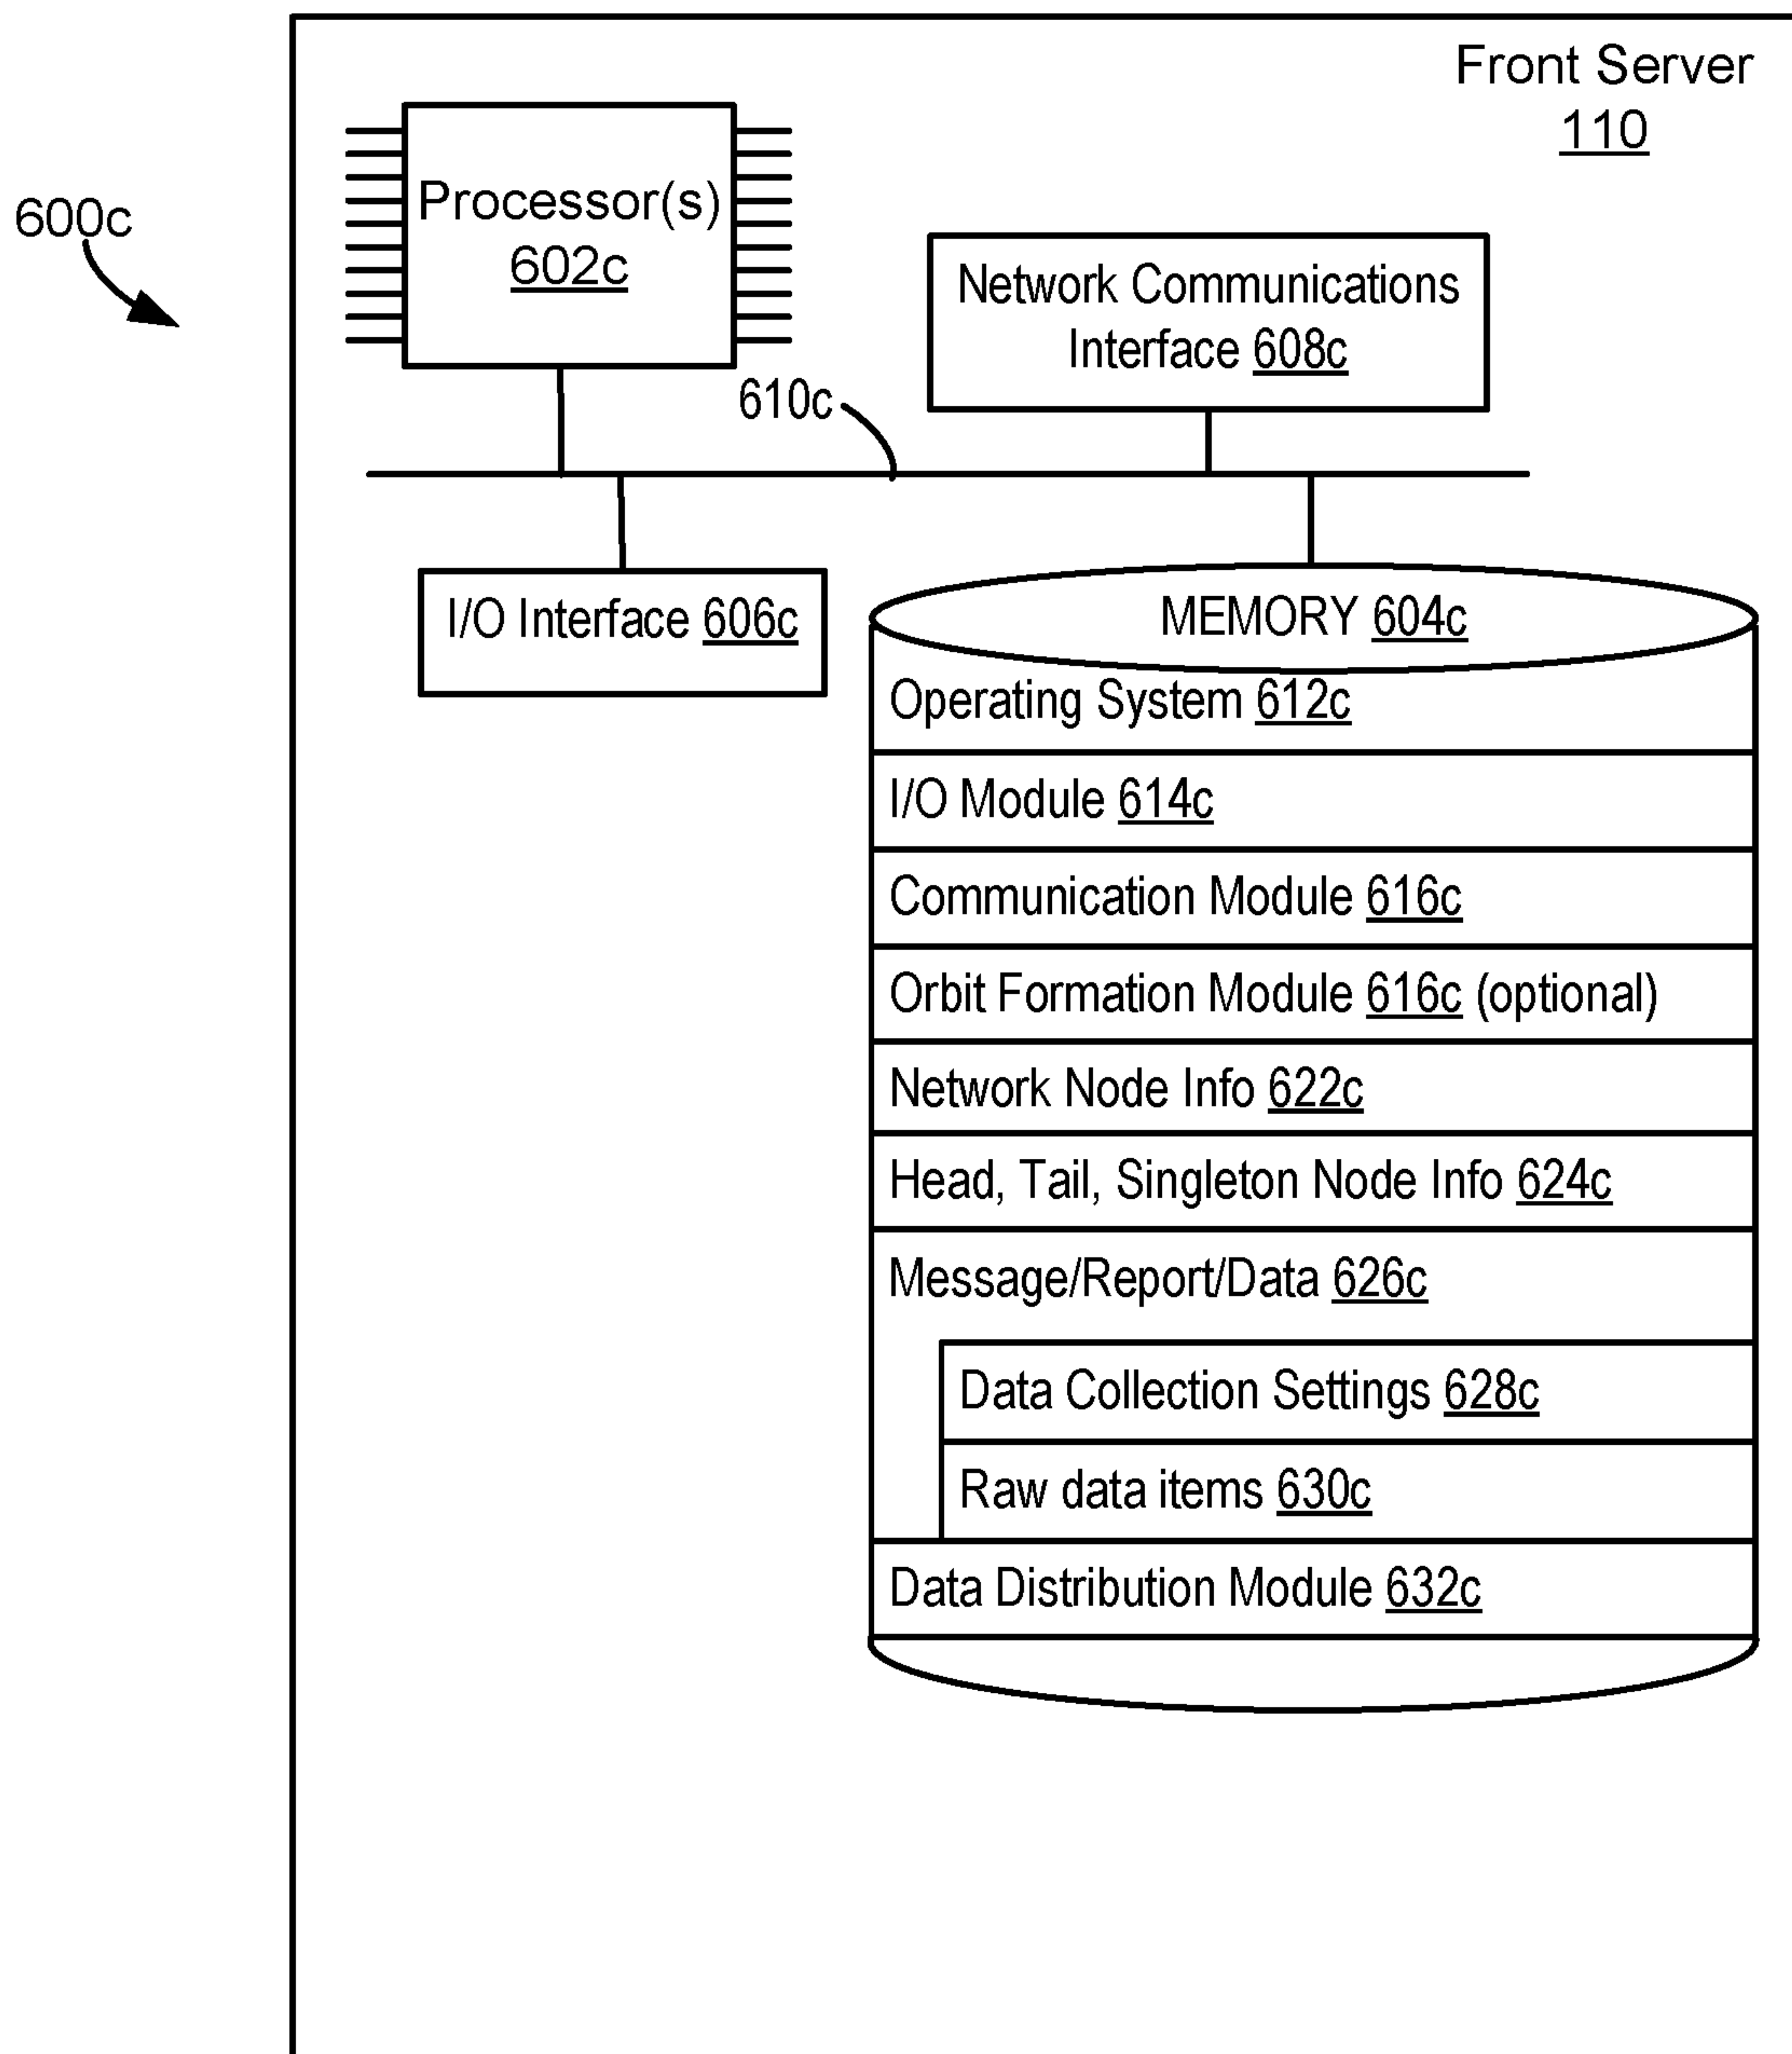 Front Server
110
600c
Processor(s)
602c
Network Communications
Interface 608c
610c
I/O Interface 606c
MEMORY 604c
Operating System 612c
I/O Module 614c
Communication Module 616c
Orbit Formation Module 616c (optional)
Network Node Info 622c
Head, Tail, Singleton Node Info 624c
Message/Report/Data 626c
Data Collection Settings 628c
Raw data items 630c
Data Distribution Module 632c